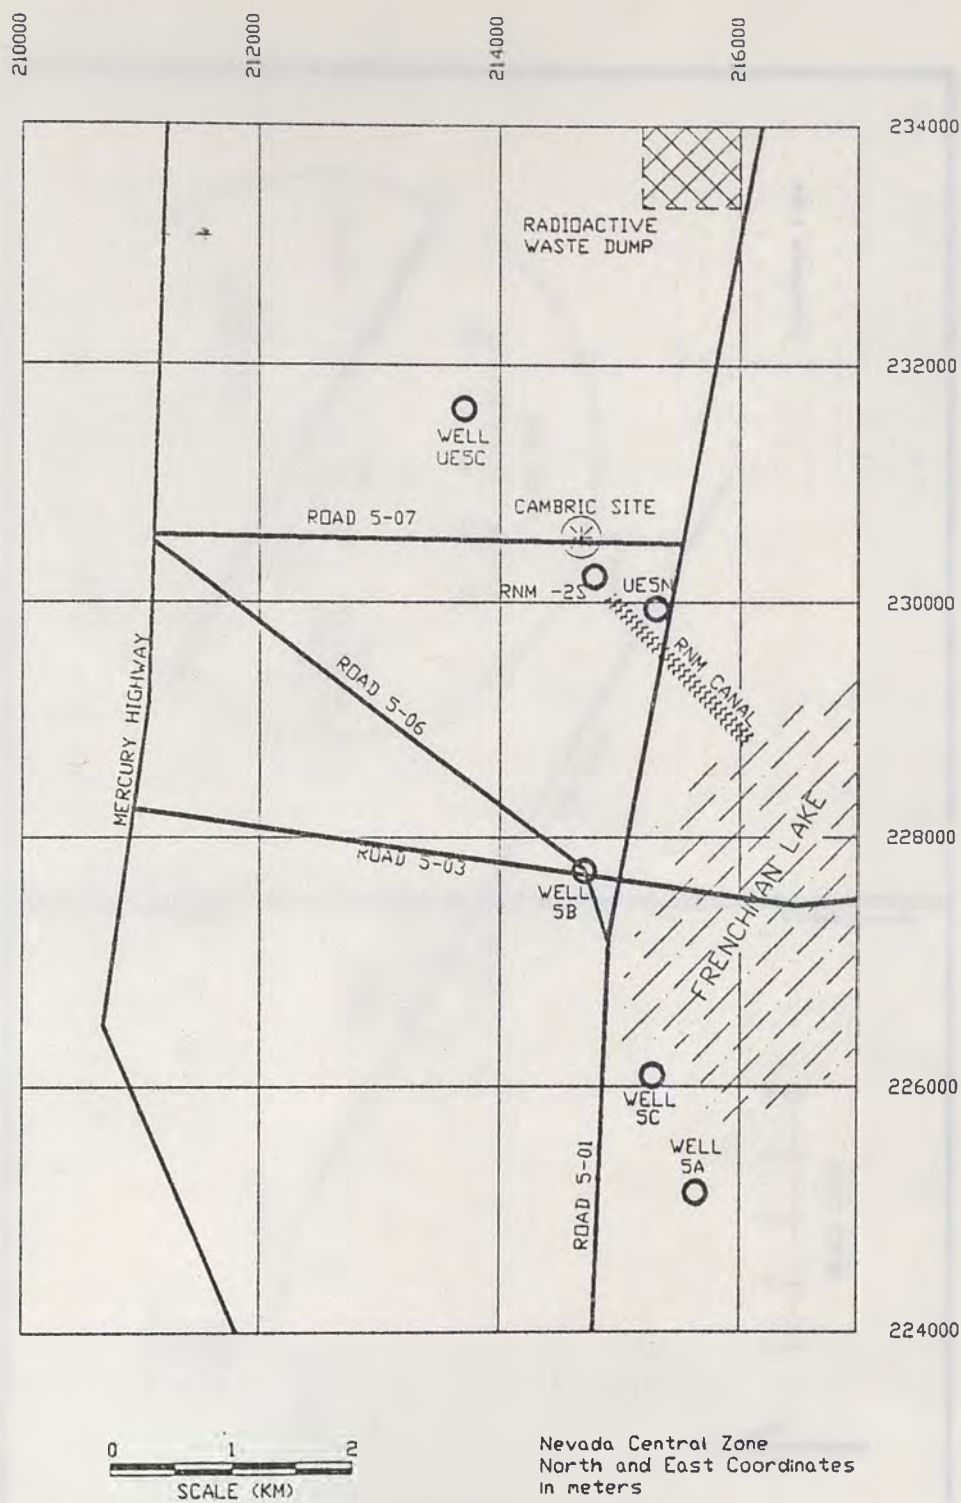 210000
212000
214000
216000
234000
RADIOACTIVE
WASTE DUMP
232000
WELL
UE5C
CAMBRIC SITE
ROAD 5-07
RNM -2S
UE5N
230000
RNM CANAL
ROAD 5-06
MERCURY HIGHWAY
228000
ROAD 5-03
WELL
5B
FRENCHMAN LAKE
226000
WELL
5C
WELL
5A
ROAD 5-01
224000
0 1 2
SCALE (KM)
Nevada Central Zone
North and East Coordinates
in meters